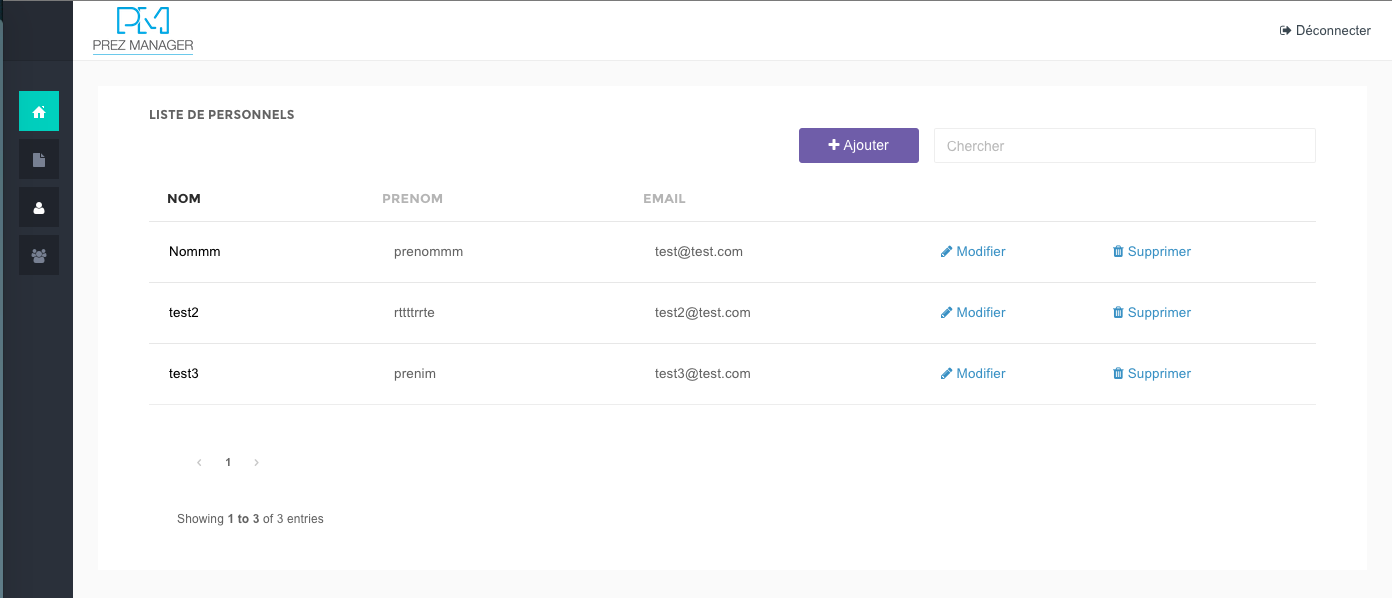 PM
PREZ MANAGER
Déconnecter
LISTE DE PERSONNELS
Ajouter
Chercher
NOM PRENOM EMAIL
Nommm prenommm test@test.com Modifier Supprimer
test2 rttttrrte test2@test.com Modifier Supprimer
test3 prenim test3@test.com Modifier Supprimer
‹ 1 ›
Showing 1 to 3 of 3 entries